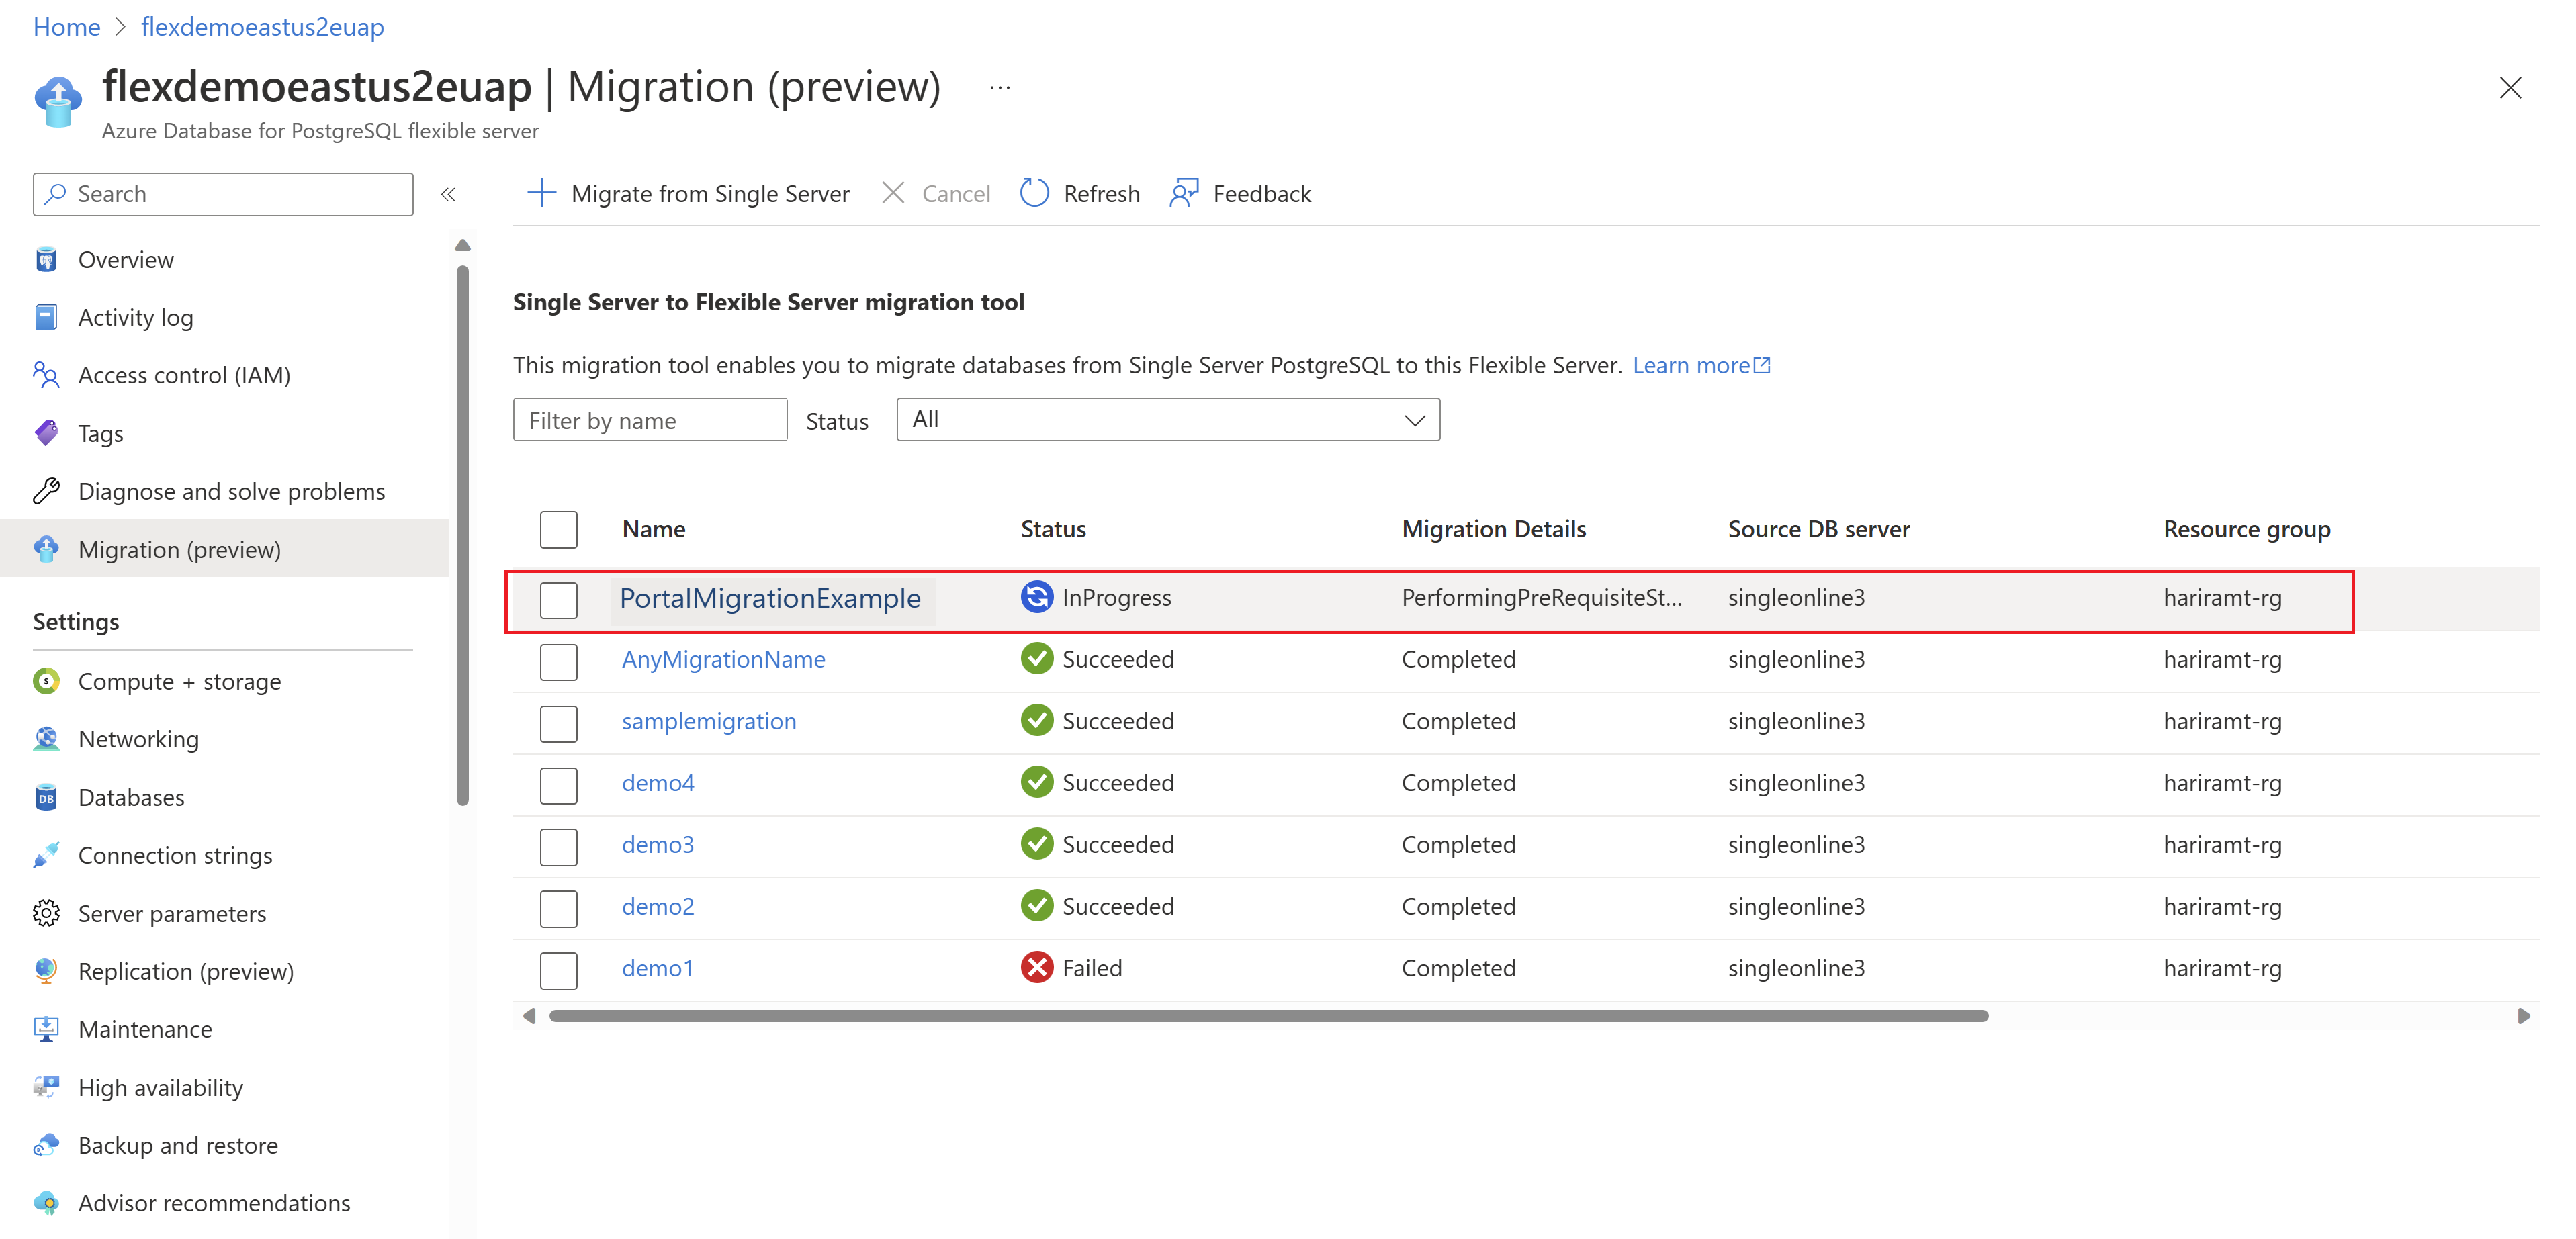 Home > flexdemoeastus2euap
flexdemoeastus2euap | Migration (preview) ...
Azure Database for PostgreSQL flexible server
Search «
Migrate from Single Server Cancel Refresh Feedback
Overview
Activity log
Access control (IAM)
Tags
Diagnose and solve problems
Migration (preview)
Settings
Compute + storage
Networking
DB Databases
Connection strings
Server parameters
Replication (preview)
Maintenance
High availability
Backup and restore
Advisor recommendations
Single Server to Flexible Server migration tool
This migration tool enables you to migrate databases from Single Server PostgreSQL to this Flexible Server. Learn more
Filter by name Status All
Name Status Migration Details Source DB server Resource group
PortalMigrationExample InProgress PerformingPreRequisiteSt... singleonline3 hariramt-rg
AnyMigrationName Succeeded Completed singleonline3 hariramt-rg
samplemigration Succeeded Completed singleonline3 hariramt-rg
demo4 Succeeded Completed singleonline3 hariramt-rg
demo3 Succeeded Completed singleonline3 hariramt-rg
demo2 Succeeded Completed singleonline3 hariramt-rg
demo1 Failed Completed singleonline3 hariramt-rg